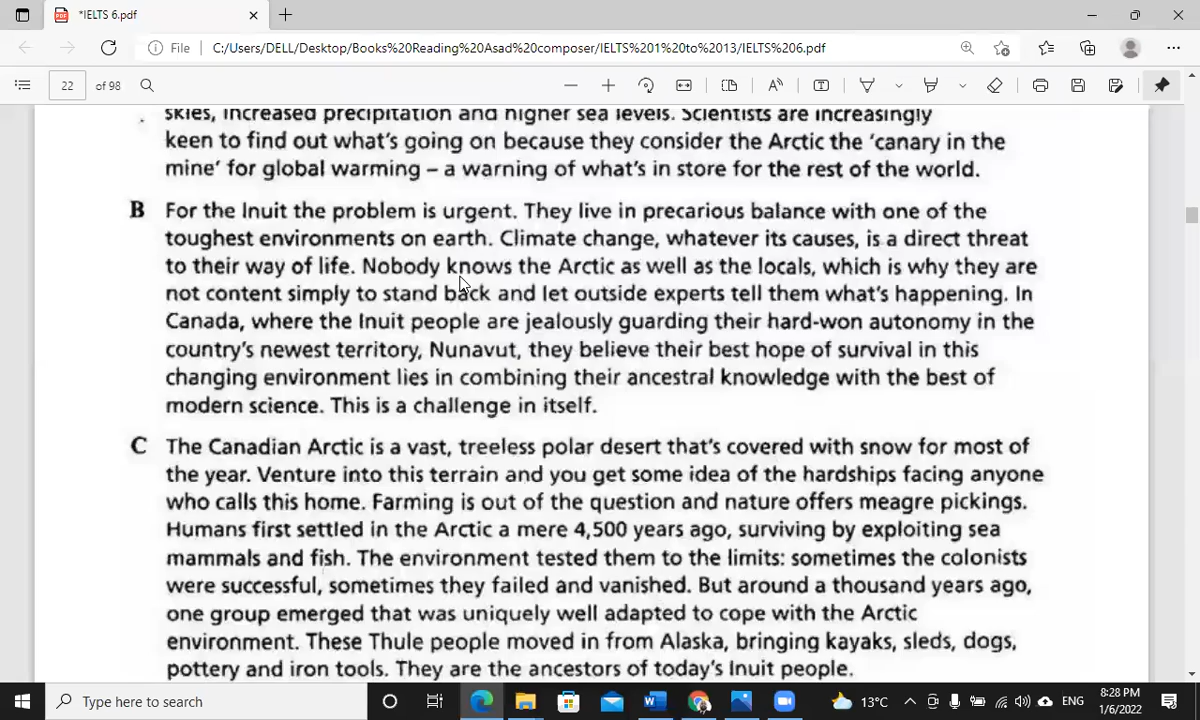 *IELTS 6.pdf
File C:/Users/DELL/Desktop/Books%20Reading%20Asad%20composer/IELTS%201%20to%2013/IELTS%206.pdf
22 of 98
skies, increased precipitation and higher sea levels. Scientists are increasingly
keen to find out what's going on because they consider the Arctic the 'canary in the
mine' for global warming – a warning of what's in store for the rest of the world.
B For the Inuit the problem is urgent. They live in precarious balance with one of the
toughest environments on earth. Climate change, whatever its causes, is a direct threat
to their way of life. Nobody knows the Arctic as well as the locals, which is why they are
not content simply to stand back and let outside experts tell them what's happening. In
Canada, where the Inuit people are jealously guarding their hard-won autonomy in the
country's newest territory, Nunavut, they believe their best hope of survival in this
changing environment lies in combining their ancestral knowledge with the best of
modern science. This is a challenge in itself.
C The Canadian Arctic is a vast, treeless polar desert that's covered with snow for most of
the year. Venture into this terrain and you get some idea of the hardships facing anyone
who calls this home. Farming is out of the question and nature offers meagre pickings.
Humans first settled in the Arctic a mere 4,500 years ago, surviving by exploiting sea
mammals and fish. The environment tested them to the limits: sometimes the colonists
were successful, sometimes they failed and vanished. But around a thousand years ago,
one group emerged that was uniquely well adapted to cope with the Arctic
environment. These Thule people moved in from Alaska, bringing kayaks, sleds, dogs,
pottery and iron tools. They are the ancestors of today's Inuit people.
Type here to search
13°C
ENG
8:28 PM
1/6/2022